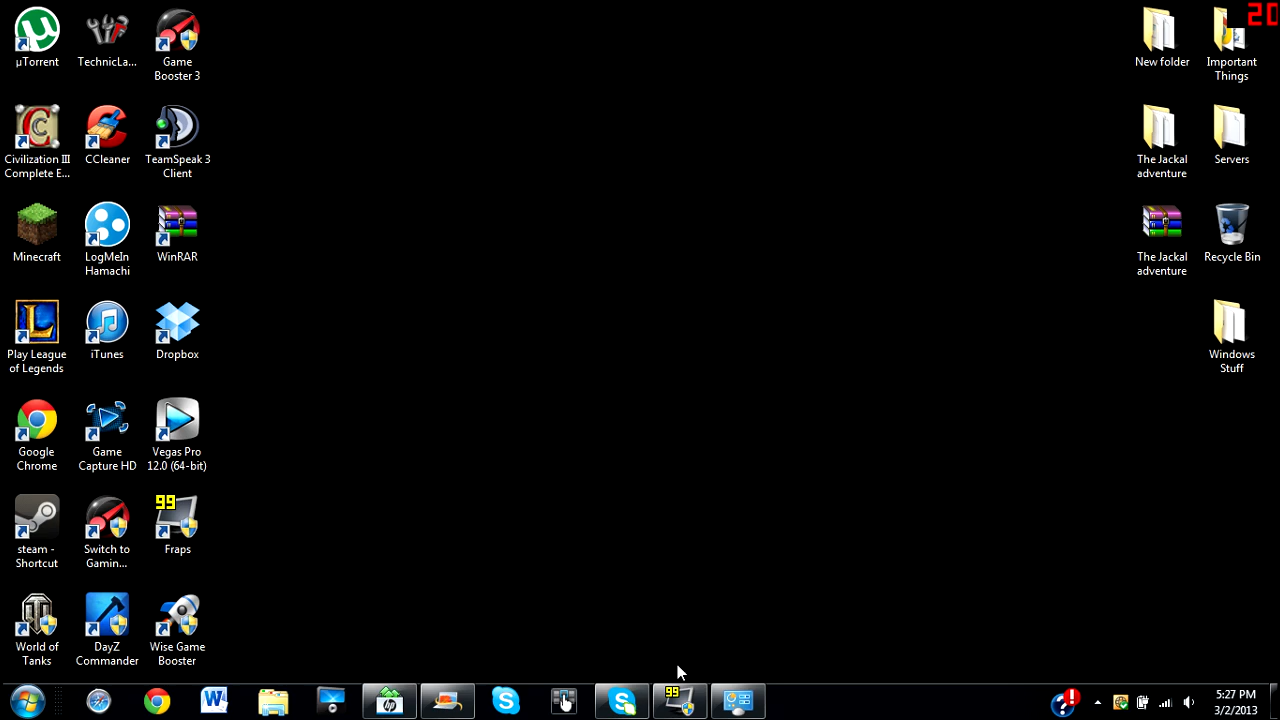 20
µTorrent
TechnicLa...
Game
Booster 3
New folder
Important
Things
Civilization III
Complete E...
CCleaner
TeamSpeak 3
Client
The Jackal
adventure
Servers
Minecraft
LogMeIn
Hamachi
WinRAR
The Jackal
adventure
Recycle Bin
Play League
of Legends
iTunes
Dropbox
Windows
Stuff
Google
Chrome
Game
Capture HD
Vegas Pro
12.0 (64-bit)
99
steam -
Shortcut
Switch to
Gamin...
Fraps
World of
Tanks
DayZ
Commander
Wise Game
Booster
99
5:27 PM
3/2/2013